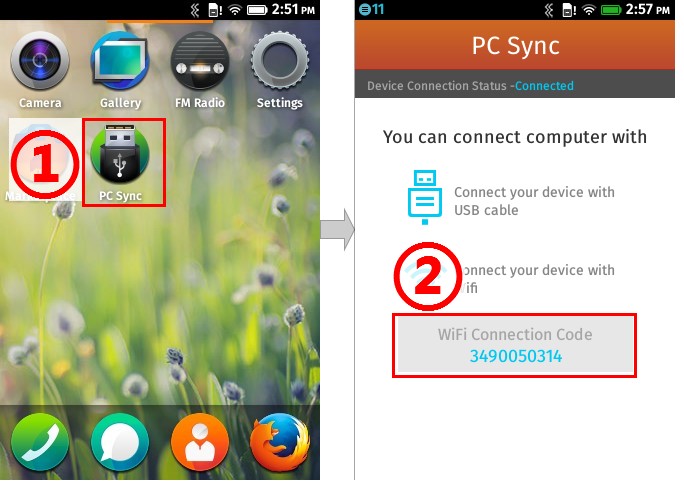 2:51 PM
Camera
Gallery
FM Radio
Settings
1
PC Sync
11
2:57 PM
PC Sync
Device Connection Status -Connected
You can connect computer with
Connect your device with
USB cable
2
onnect your device with
ifi
WiFi Connection Code
3490050314